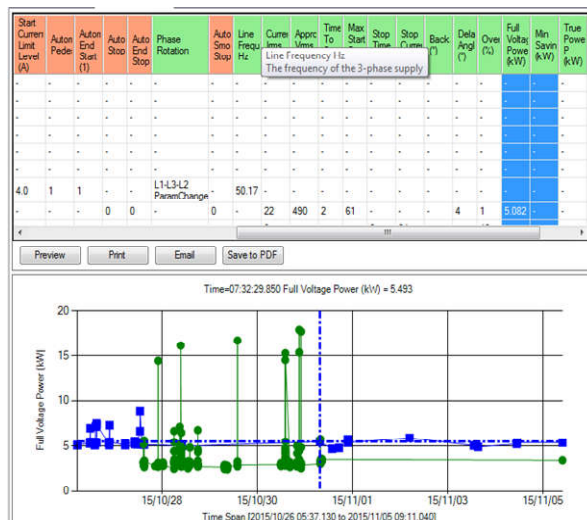 Start Curren Limit Level (A) Auton Pedes Auton End Start (1) Auto Stop Auto End Stop Phase Rotation Auto Smo Stop Line Frequ Hz Curre Irms Appro Vrms Time To Max Start Stop Time Stop Curre Back (°) Dela Angl (°) Over (%) Full Voltag Powe (kW) Min Savin (kW) True Powe P (kW)
Line Frequency Hz
The frequency of the 3-phase supply
4.0 1 1 - - L1-L3-L2 ParamChange - 50.17 - - - - - - - - - - - -
- - - 0 0 - 0 - 22 490 2 61 - - - 4 1 5.082 - -
Preview Print Email Save to PDF
Time=07:32:29.850 Full Voltage Power (kW) = 5.493
Full Voltage Power (kW)
20
15
10
5
0
15/10/28 15/10/30 15/11/01 15/11/03 15/11/05
Time Span [2015/10/26 05:37.130 to 2015/11/05 09:11.040]